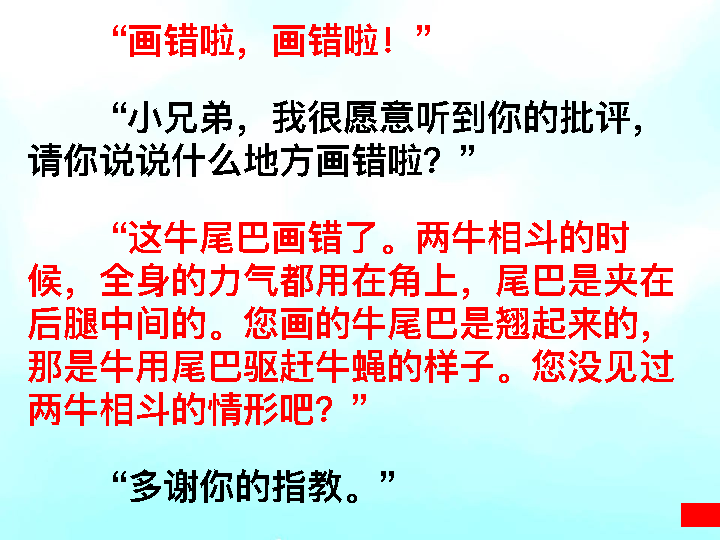 “画错啦，画错啦！”
“小兄弟，我很愿意听到你的批评，
请你说说什么地方画错啦？”
“这牛尾巴画错了。两牛相斗的时
候，全身的力气都用在角上，尾巴是夹在
后腿中间的。您画的牛尾巴是翘起来的，
那是牛用尾巴驱赶牛蝇的样子。您没见过
两牛相斗的情形吧？”
“多谢你的指教。”